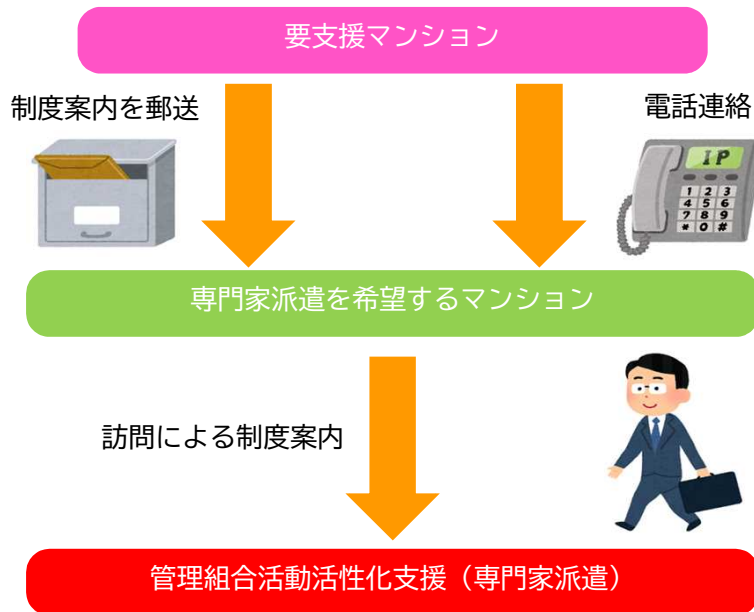 要支援マンション
制度案内を郵送
電話連絡
IP
1 2 3
4 5 6
7 8 9
* 0 #
専門家派遣を希望するマンション
訪問による制度案内
管理組合活動活性化支援（専門家派遣）